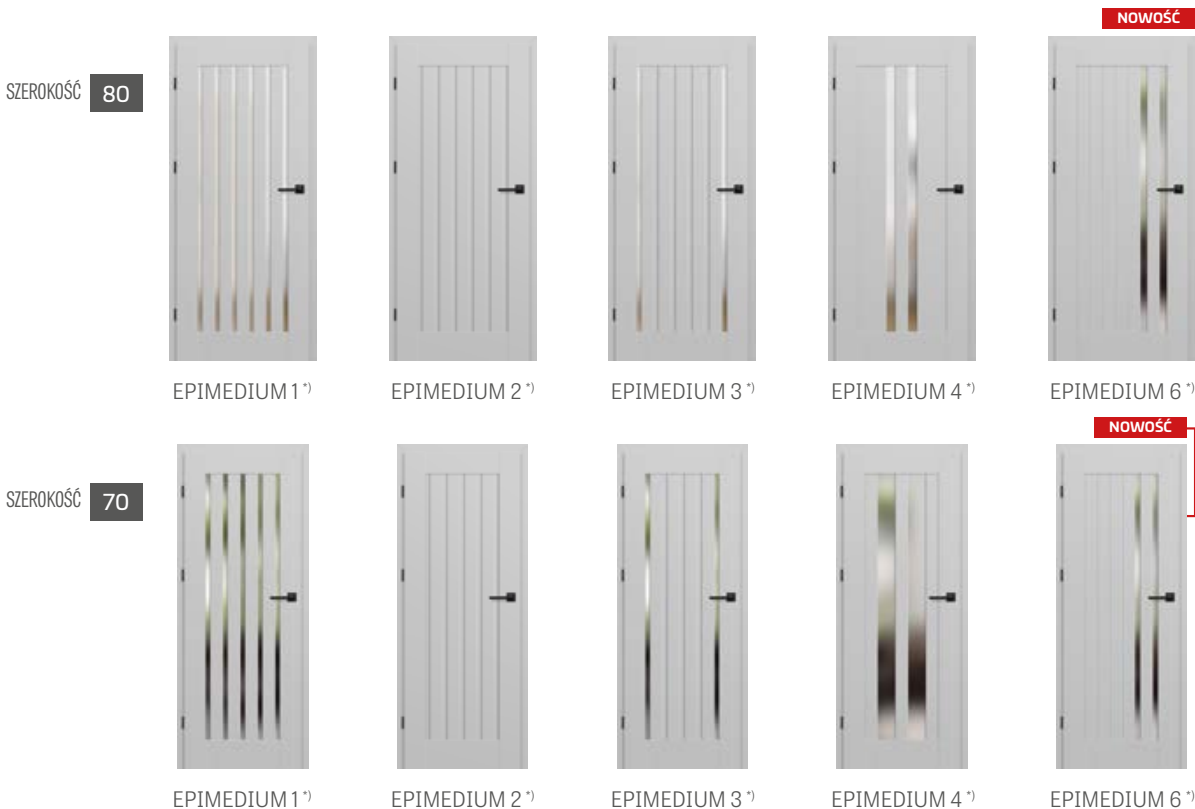 NOWOŚĆ
SZEROKOŚĆ 80
EPIMEDIUM 1 *) EPIMEDIUM 2 *) EPIMEDIUM 3 *) EPIMEDIUM 4 *) EPIMEDIUM 6 *)
NOWOŚĆ
SZEROKOŚĆ 70
EPIMEDIUM 1 *) EPIMEDIUM 2 *) EPIMEDIUM 3 *) EPIMEDIUM 4 *) EPIMEDIUM 6 *)